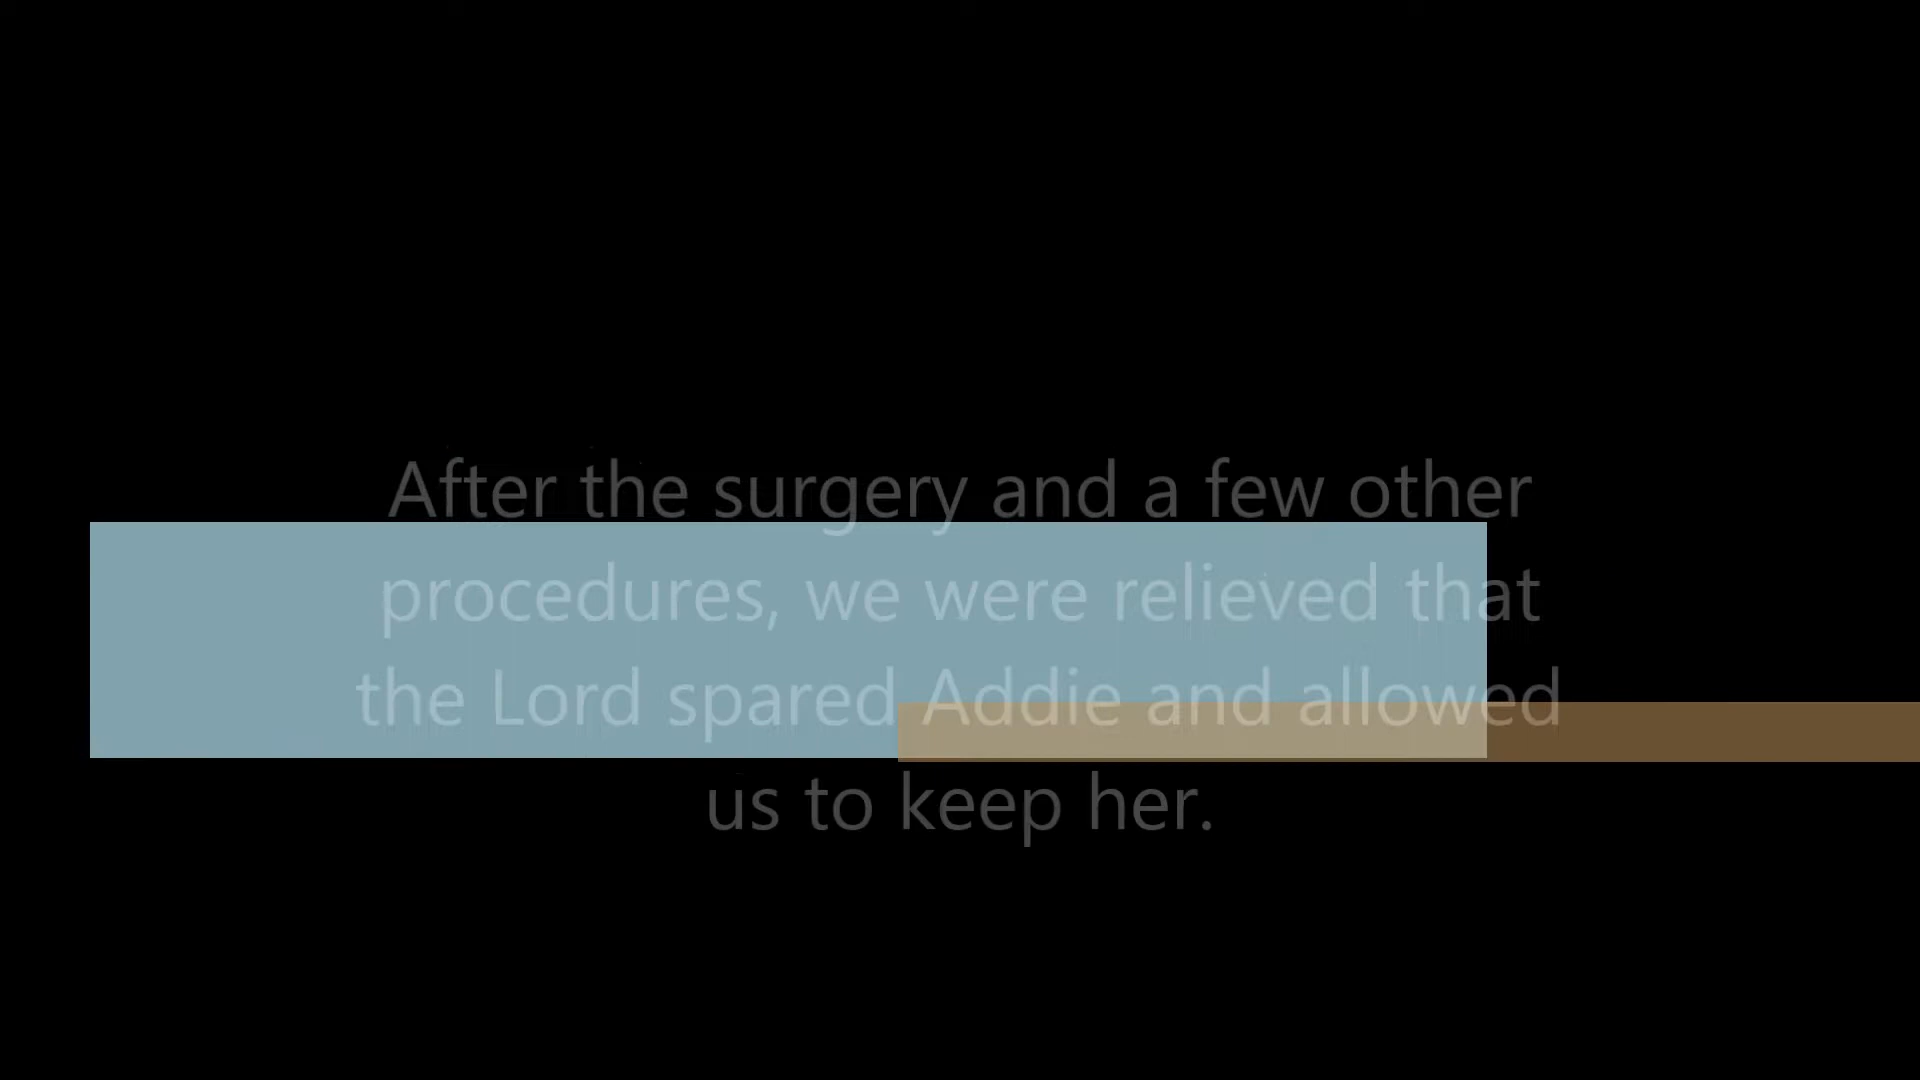 After the surgery and a few other
procedures, we were relieved that
the Lord spared Addie and allowed
us to keep her.